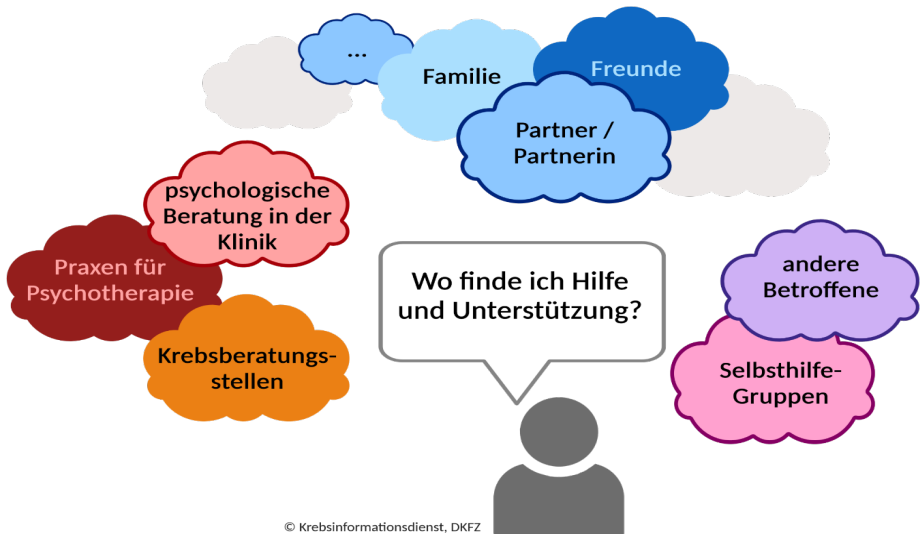 ...
Familie
Freunde
Partner /
Partnerin
psychologische
Beratung in der
Klinik
Praxen für
Psychotherapie
Krebsberatungs-
stellen
Wo finde ich Hilfe
und Unterstützung?
andere
Betroffene
Selbsthilfe-
Gruppen
© Krebsinformationsdienst, DKFZ